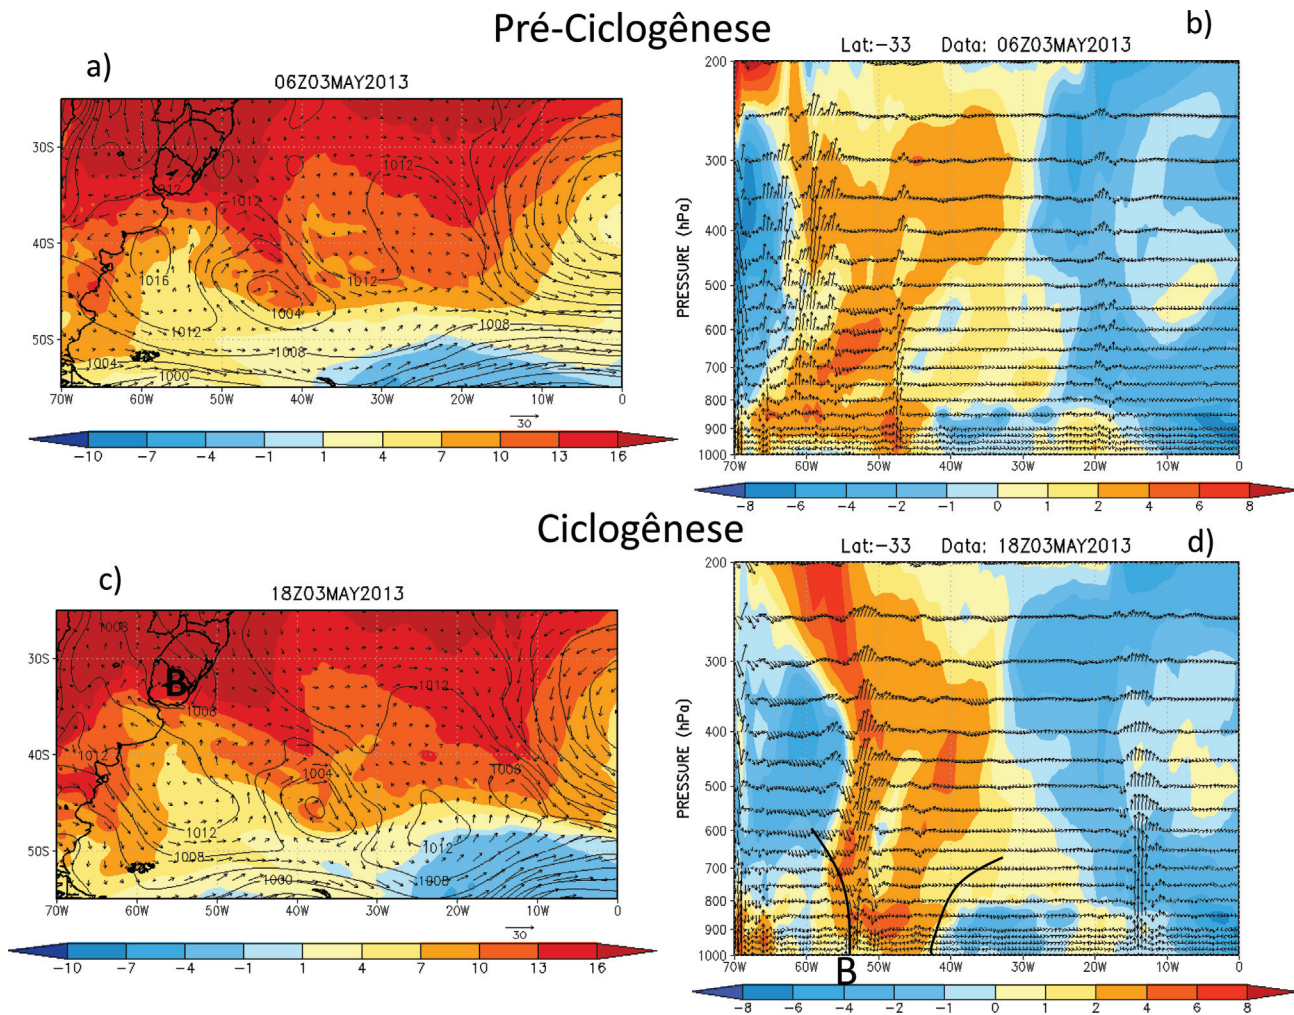 Pré-Ciclogênese
a)
06Z03MAY2013
30S
40S
50S
1012
1012
1012
1016
1012
1004
1012
1008
1008
1004
1000
70W 60W 50W 40W 30W 20W 10W 0
30
−10 −7 −4 −1 1 4 7 10 13 16
b)
Lat:−33 Data: 06Z03MAY2013
PRESSURE (hPa)
200
300
400
500
600
700
800
900
1000
70W 60W 50W 40W 30W 20W 10W 0
−8 −6 −4 −2 −1 0 1 2 4 6 8
Ciclogênese
c)
18Z03MAY2013
30S
40S
50S
1008
B
1008
1012
1012
1004
1008
1012
1012
1008
1000
1008
70W 60W 50W 40W 30W 20W 10W 0
30
−10 −7 −4 −1 1 4 7 10 13 16
d)
Lat:−33 Data: 18Z03MAY2013
PRESSURE (hPa)
200
300
400
500
600
700
800
900
1000
70W 60W 50W 40W 30W 20W 10W 0
B
−8 −6 −4 −2 −1 0 1 2 4 6 8